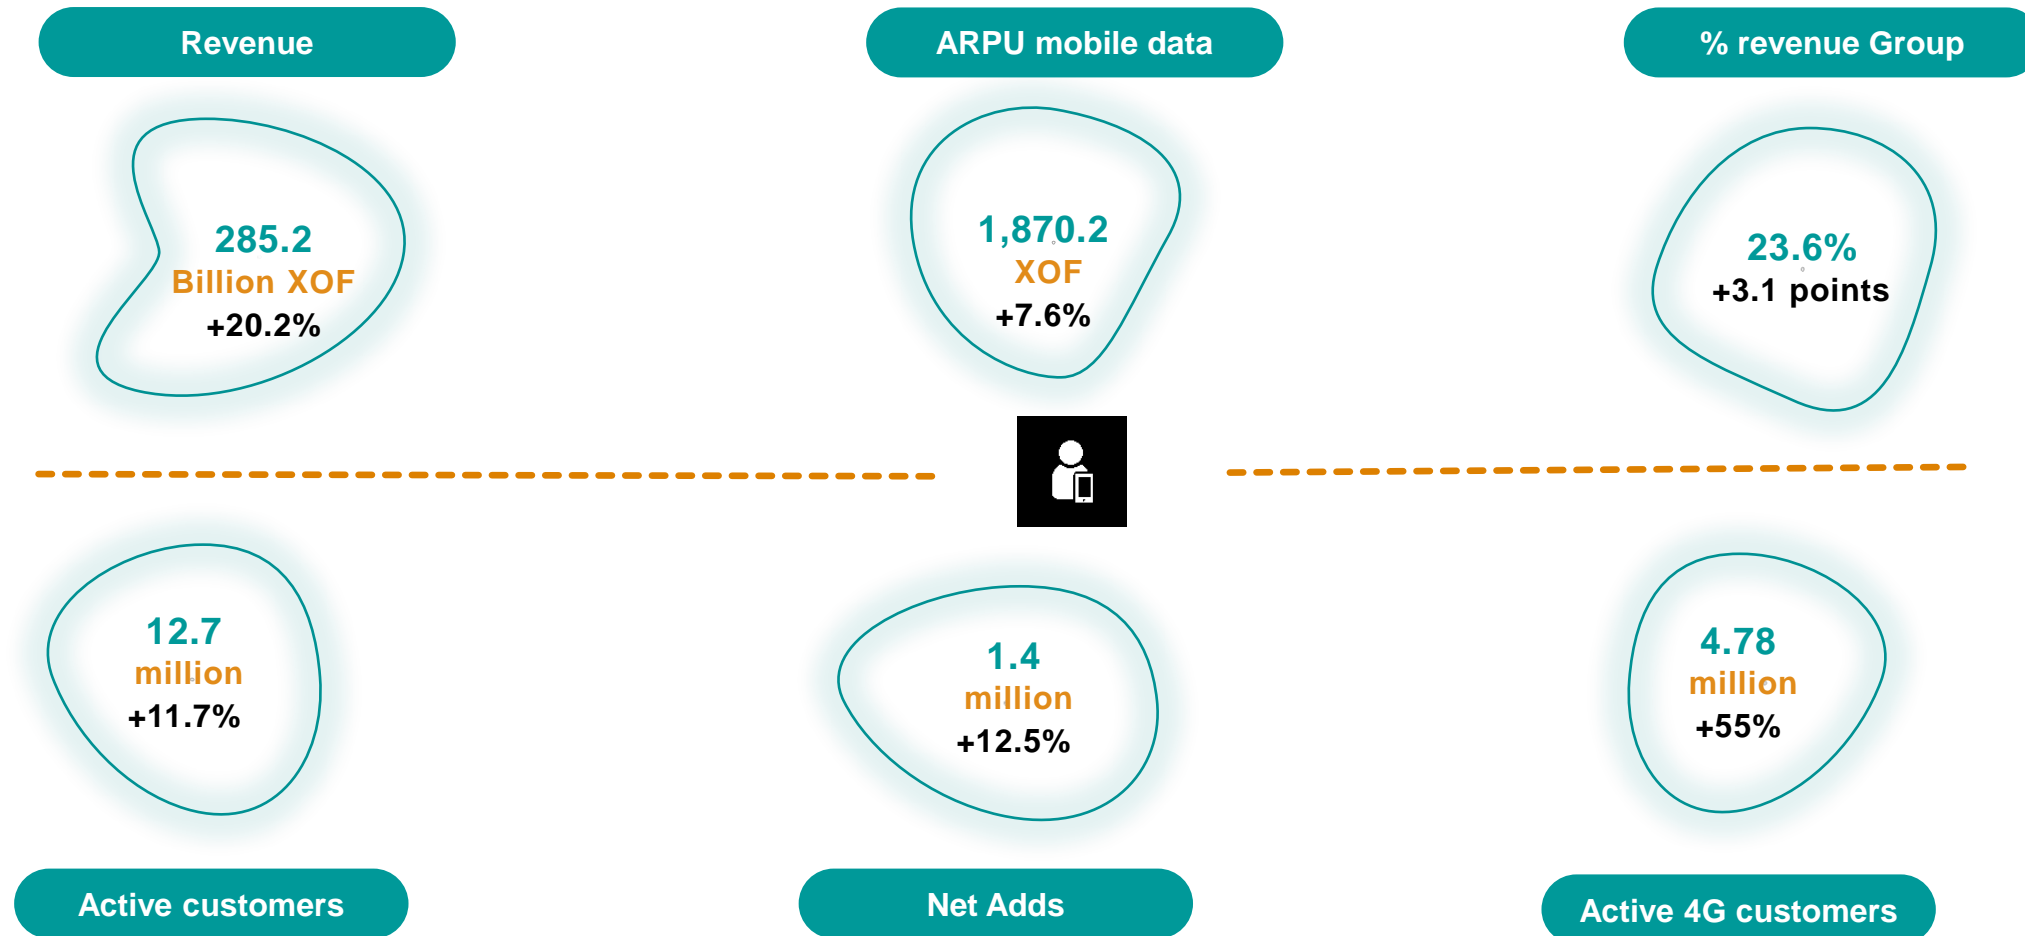 Revenue
ARPU mobile data
% revenue Group
285.2
Billion XOF
+20.2%
1,870.2
XOF
+7.6%
23.6%
+3.1 points
12.7
million
+11.7%
1.4
million
+12.5%
4.78
million
+55%
Active customers
Net Adds
Active 4G customers